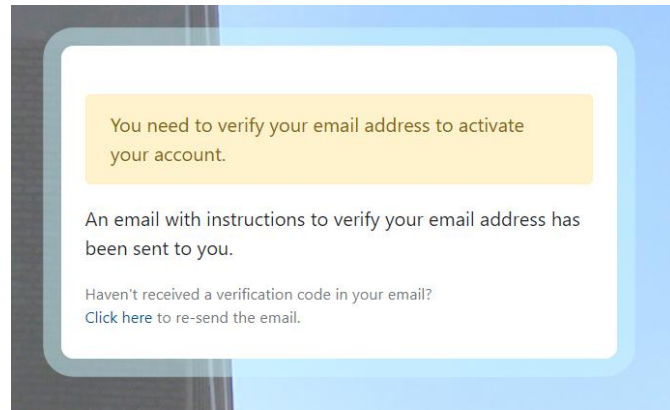 You need to verify your email address to activate
your account.
An email with instructions to verify your email address has
been sent to you.
Haven't received a verification code in your email?
Click here to re-send the email.